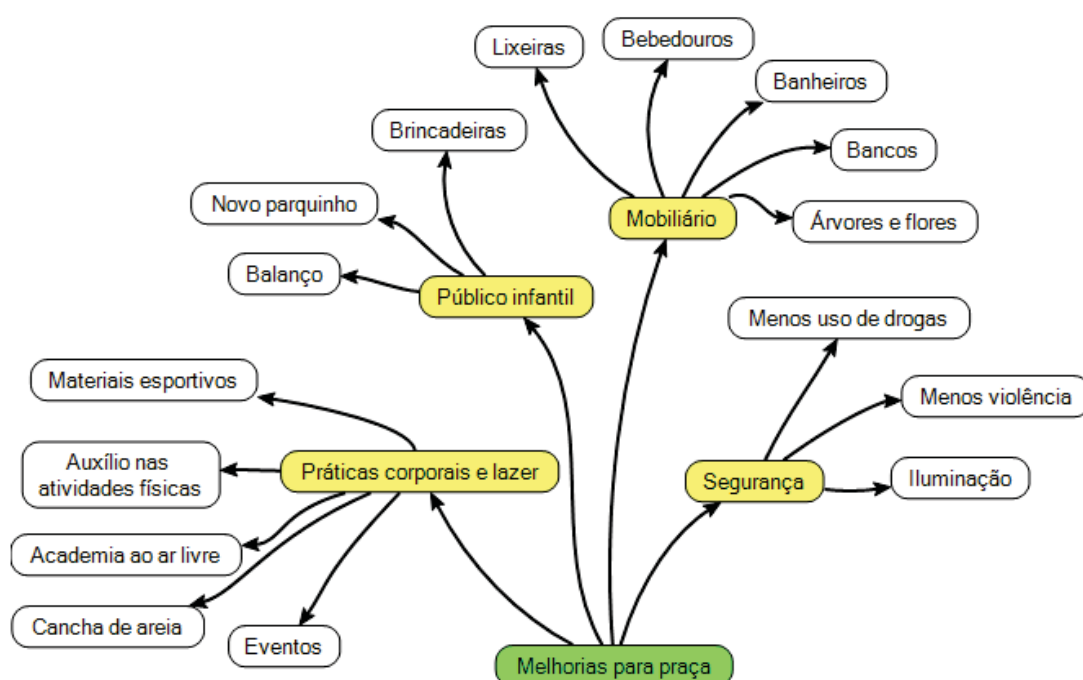 Lixeiras
Bebedouros
Banheiros
Brincadeiras
Bancos
Novo parquinho
Mobiliário
Árvores e flores
Balanço
Público infantil
Menos uso de drogas
Materiais esportivos
Menos violência
Auxílio nas
atividades físicas
Práticas corporais e lazer
Segurança
Iluminação
Academia ao ar livre
Cancha de areia
Eventos
Melhorias para praça